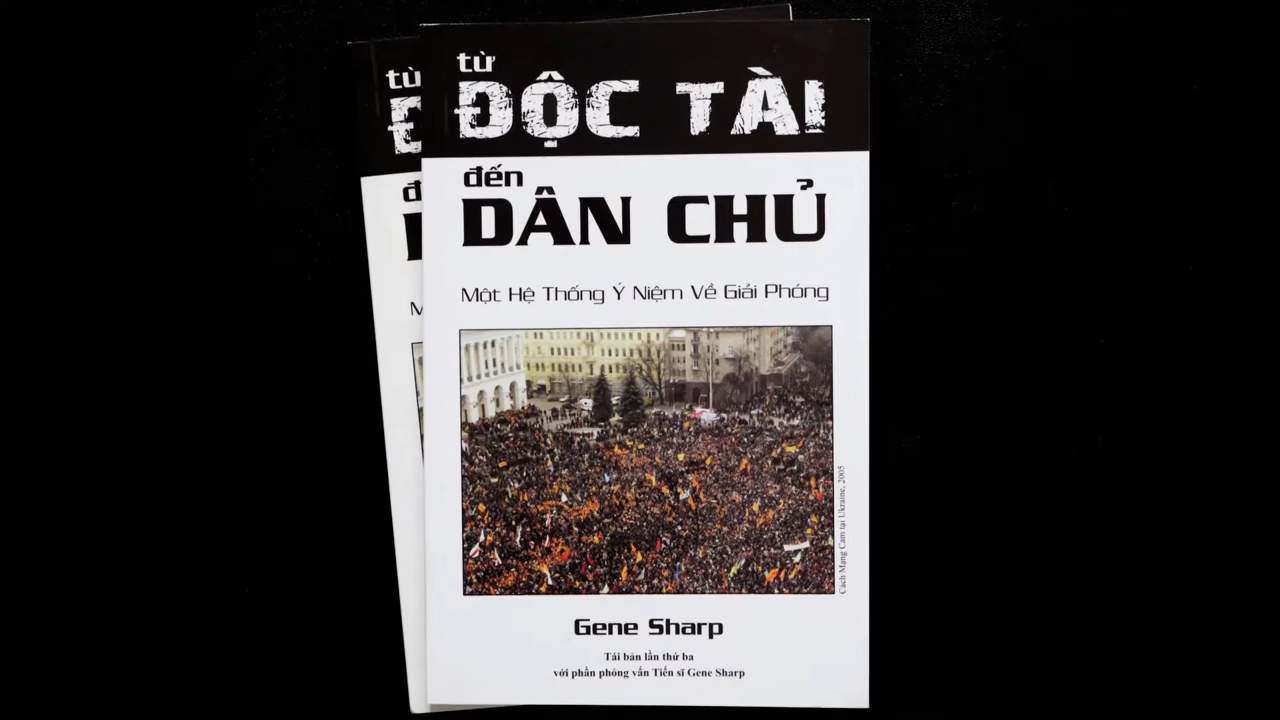 từ
ĐỘC TÀI
đến
DÂN CHỦ
Một Hệ Thống Ý Niệm Về Giải Phóng
Cách Mạng Cam tại Ukraine, 2005
Gene Sharp
Tái bản lần thứ ba
với phần phỏng vấn Tiến sĩ Gene Sharp
từ